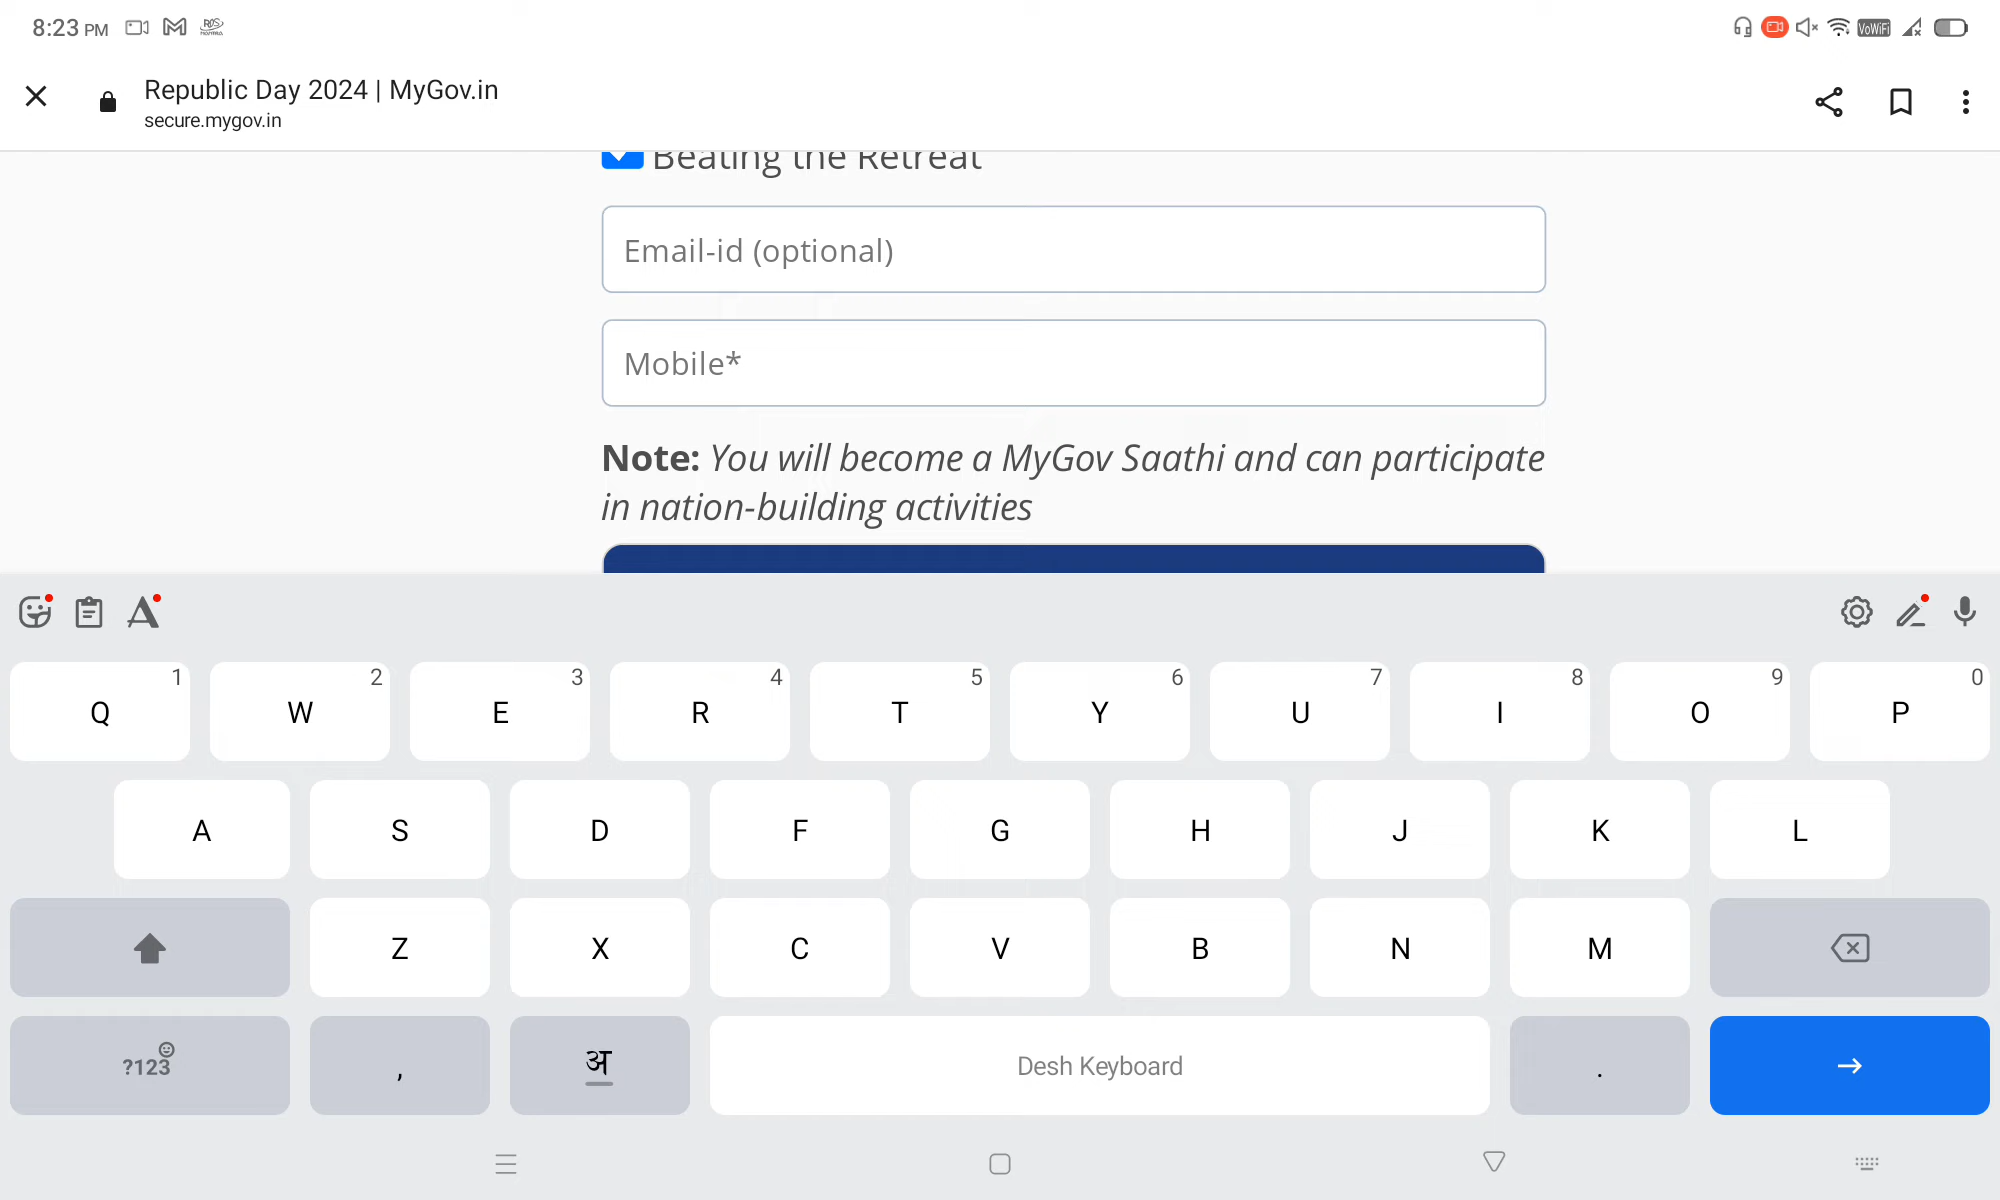 8:23 PM
VoWiFi
Republic Day 2024 | MyGov.in
secure.mygov.in
Beating the Retreat
Email-id (optional)
Mobile*
Note: You will become a MyGov Saathi and can participate
in nation-building activities
1 2 3 4 5 6 7 8 9 0
Q W E R T Y U I O P
A S D F G H J K L
Z X C V B N M
?123 , अ Desh Keyboard .